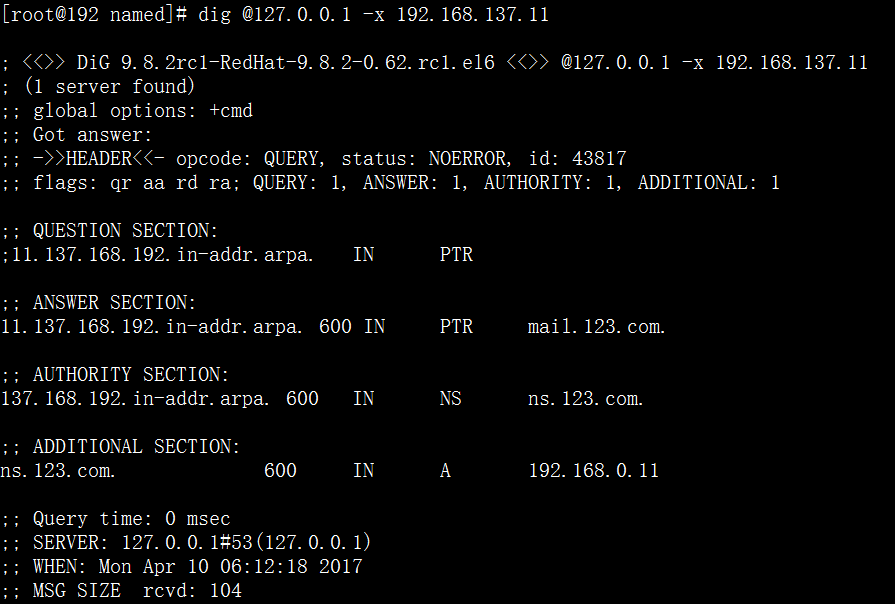 [root@192 named]# dig @127.0.0.1 -x 192.168.137.11
; <<>> DiG 9.8.2rc1-RedHat-9.8.2-0.62.rc1.el6 <<>> @127.0.0.1 -x 192.168.137.11
; (1 server found)
;; global options: +cmd
;; Got answer:
;; ->>HEADER<<- opcode: QUERY, status: NOERROR, id: 43817
;; flags: qr aa rd ra; QUERY: 1, ANSWER: 1, AUTHORITY: 1, ADDITIONAL: 1
;; QUESTION SECTION:
;11.137.168.192.in-addr.arpa. IN PTR
;; ANSWER SECTION:
11.137.168.192.in-addr.arpa. 600 IN PTR mail.123.com.
;; AUTHORITY SECTION:
137.168.192.in-addr.arpa. 600 IN NS ns.123.com.
;; ADDITIONAL SECTION:
ns.123.com. 600 IN A 192.168.0.11
;; Query time: 0 msec
;; SERVER: 127.0.0.1#53(127.0.0.1)
;; WHEN: Mon Apr 10 06:12:18 2017
;; MSG SIZE rcvd: 104